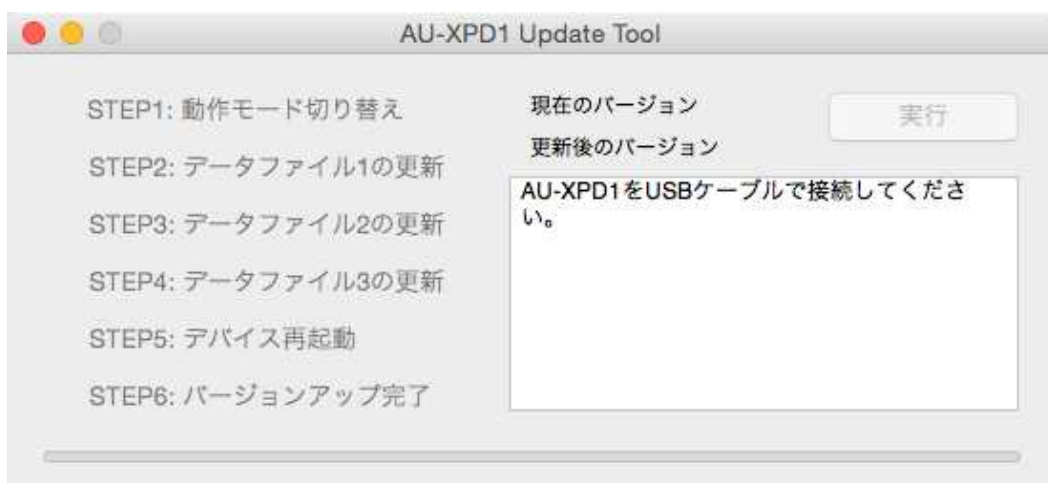 AU-XPD1 Update Tool
STEP1: 動作モード切り替え
STEP2: データファイル1の更新
STEP3: データファイル2の更新
STEP4: データファイル3の更新
STEP5: デバイス再起動
STEP6: バージョンアップ完了
現在のバージョン
更新後のバージョン
実行
AU-XPD1をUSBケーブルで接続してくださ
い。